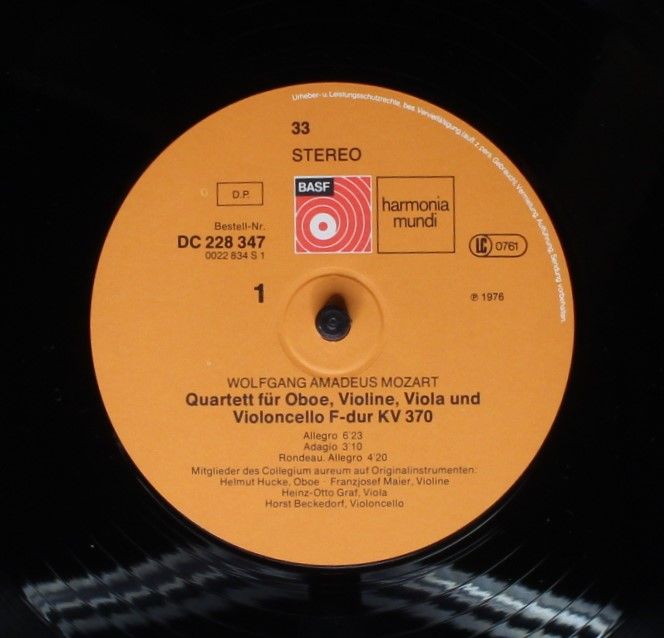 Urheber- u. Leistungsschutzrechte, bes. Vervielfältigung (auft. z. pers. Gebrauch), Vermietung, Aufführung, Sendung vorbehalten.
33
STEREO
D.P.
BASF
harmonia
mundi
Bestell-Nr.
DC 228 347
0022 834 S 1
LC 0761
1
℗ 1976
WOLFGANG AMADEUS MOZART
Quartett für Oboe, Violine, Viola und
Violoncello F-dur KV 370
Allegro 6'23
Adagio 3'10
Rondeau. Allegro 4'20
Mitglieder des Collegium aureum auf Originalinstrumenten:
Helmut Hucke, Oboe - Franzjosef Maier, Violine
Heinz-Otto Graf, Viola
Horst Beckedorf, Violoncello